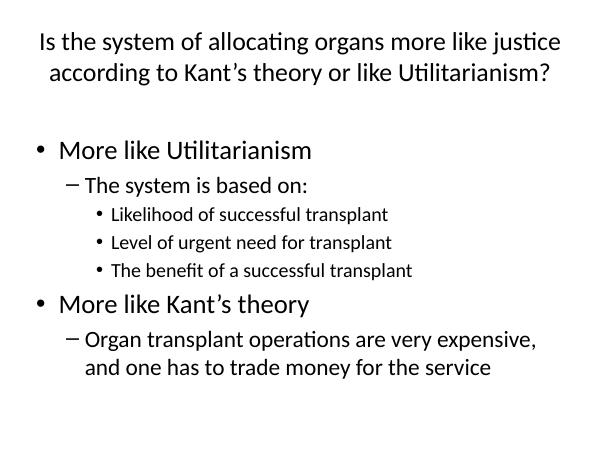 Is the system of allocating organs more like justice
according to Kant’s theory or like Utilitarianism?
• More like Utilitarianism
– The system is based on:
• Likelihood of successful transplant
• Level of urgent need for transplant
• The benefit of a successful transplant
• More like Kant’s theory
– Organ transplant operations are very expensive,
and one has to trade money for the service